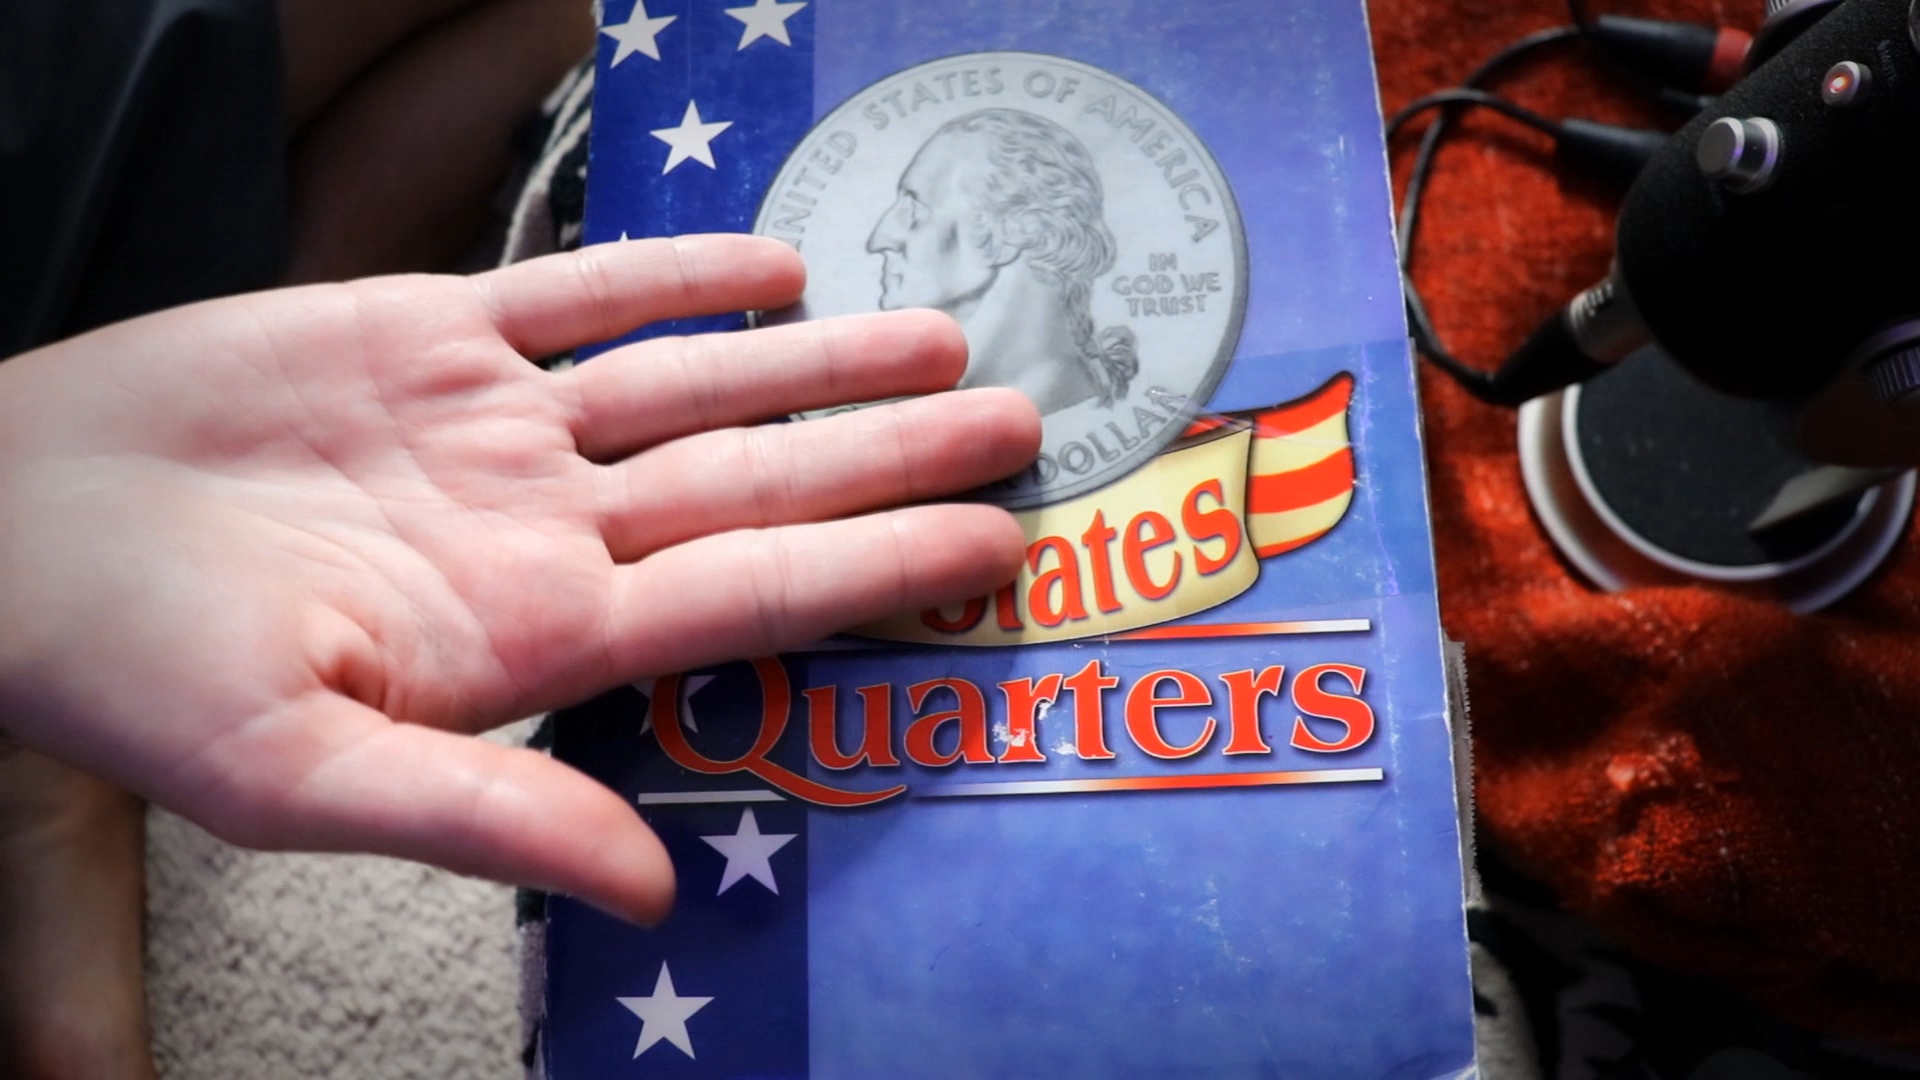 UNITED STATES OF AMERICA
IN
GOD WE
TRUST
DOLLAR
States
Quarters